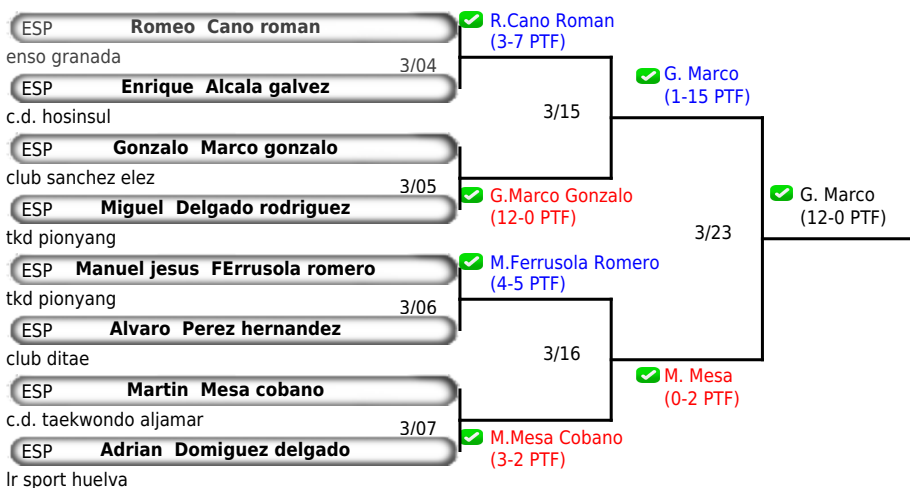 ESP Romeo Cano roman
enso granada
3/04
ESP Enrique Alcala galvez
c.d. hosinsul
ESP Gonzalo Marco gonzalo
club sanchez elez
3/05
ESP Miguel Delgado rodriguez
tkd pionyang
ESP Manuel jesus FErrusola romero
tkd pionyang
3/06
ESP Alvaro Perez hernandez
club ditae
ESP Martin Mesa cobano
c.d. taekwondo aljamar
3/07
ESP Adrian Domiguez delgado
lr sport huelva
R.Cano Roman
(3-7 PTF)
3/15
G.Marco Gonzalo
(12-0 PTF)
M.Ferrusola Romero
(4-5 PTF)
3/16
M.Mesa Cobano
(3-2 PTF)
G. Marco
(1-15 PTF)
3/23
M. Mesa
(0-2 PTF)
G. Marco
(12-0 PTF)